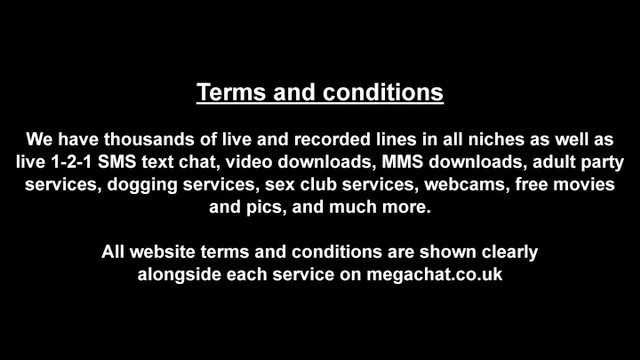 Terms and conditions
We have thousands of live and recorded lines in all niches as well as
live 1-2-1 SMS text chat, video downloads, MMS downloads, adult party
services, dogging services, sex club services, webcams, free movies
and pics, and much more.
All website terms and conditions are shown clearly
alongside each service on megachat.co.uk